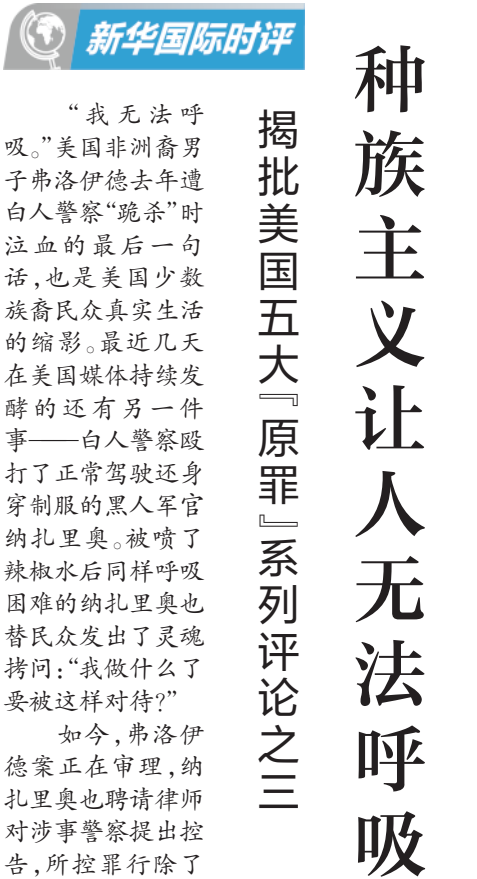 新华国际时评
种族主义让人无法呼吸
揭批美国五大『原罪』系列评论之三
“我无法呼
吸。”美国非洲裔男
子弗洛伊德去年遭
白人警察“跪杀”时
泣血的最后一句
话，也是美国少数
族裔民众真实生活
的缩影。最近几天
在美国媒体持续发
酵的还有另一件
事——白人警察殴
打了正常驾驶还身
穿制服的黑人军官
纳扎里奥。被喷了
辣椒水后同样呼吸
困难的纳扎里奥也
替民众发出了灵魂
拷问：“我做什么了
要被这样对待？”
如今，弗洛伊
德案正在审理，纳
扎里奥也聘请律师
对涉事警察提出控
告，所控罪行除了